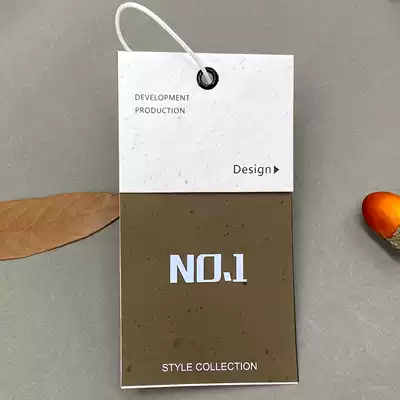 DEVELOPMENT
PRODUCTION
Design
NO.1
STYLE COLLECTION